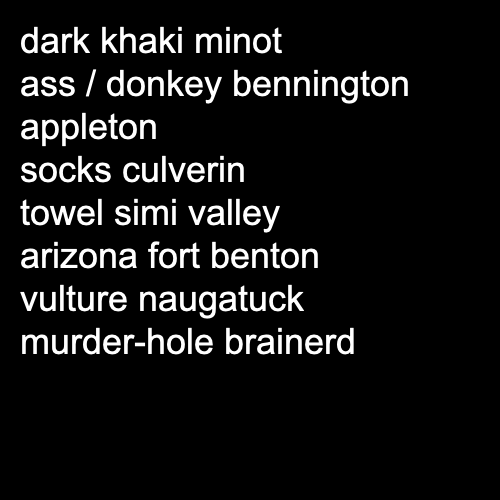 dark khaki minot
ass / donkey bennington
appleton
socks culverin
towel simi valley
arizona fort benton
vulture naugatuck
murder-hole brainerd